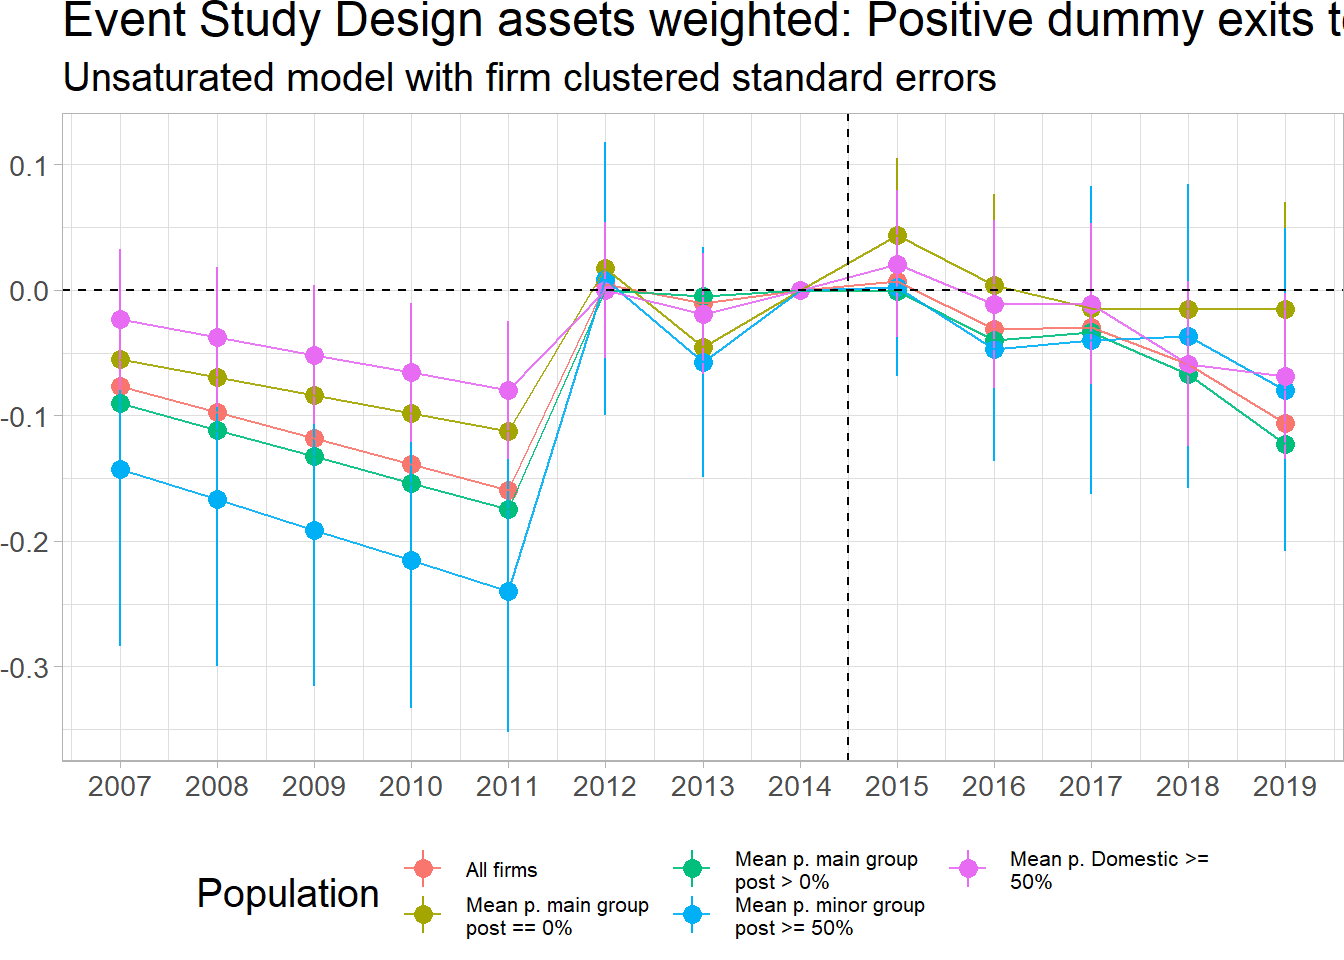 Event Study Design assets weighted: Positive dummy exits
Unsaturated model with firm clustered standard errors
0.1
0.0
-0.1
-0.2
-0.3
2007 2008 2009 2010 2011 2012 2013 2014 2015 2016 2017 2018 2019
Population
All firms
Mean p. main group
post == 0%
Mean p. main group
post > 0%
Mean p. minor group
post >= 50%
Mean p. Domestic >=
50%